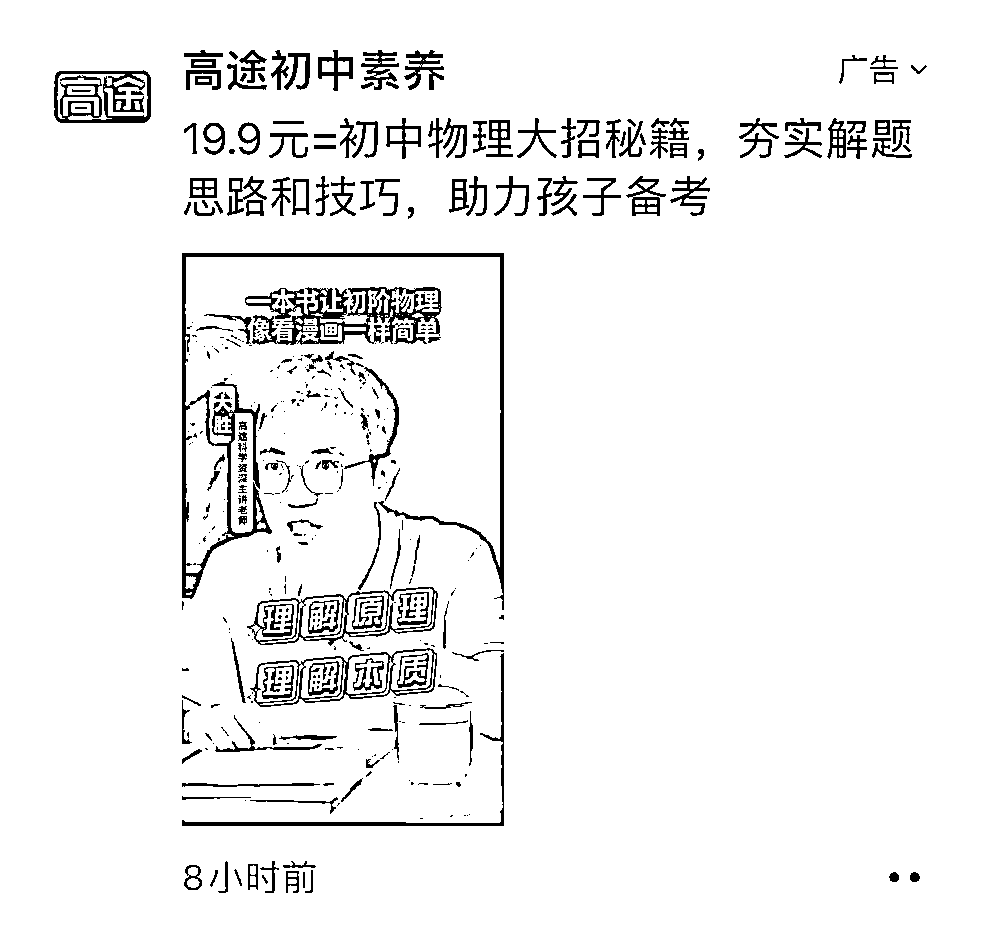 高途
高途初中素养
广告
19.9元=初中物理大招秘籍，夯实解题
思路和技巧，助力孩子备考
一本书让初阶物理
像看漫画一样简单
大胜
高途科学资深主讲老师
理解原理
理解本质
8小时前